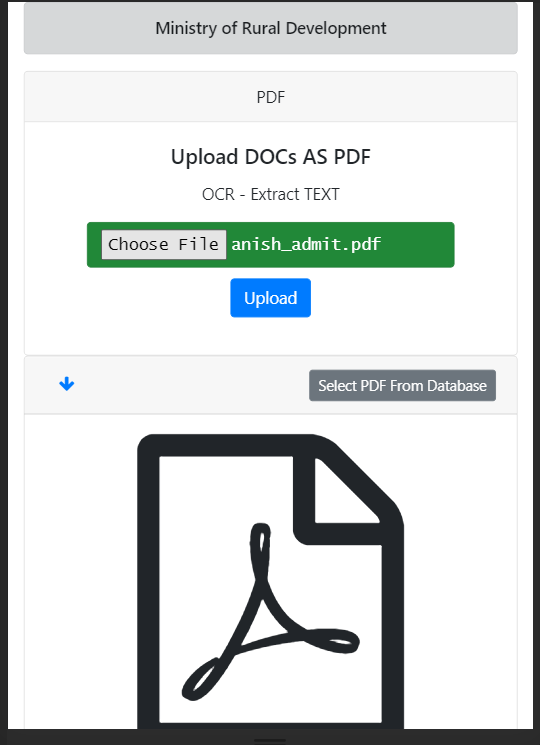 Ministry of Rural Development
PDF
Upload DOCs AS PDF
OCR - Extract TEXT
Choose File anish_admit.pdf
Upload
Select PDF From Database